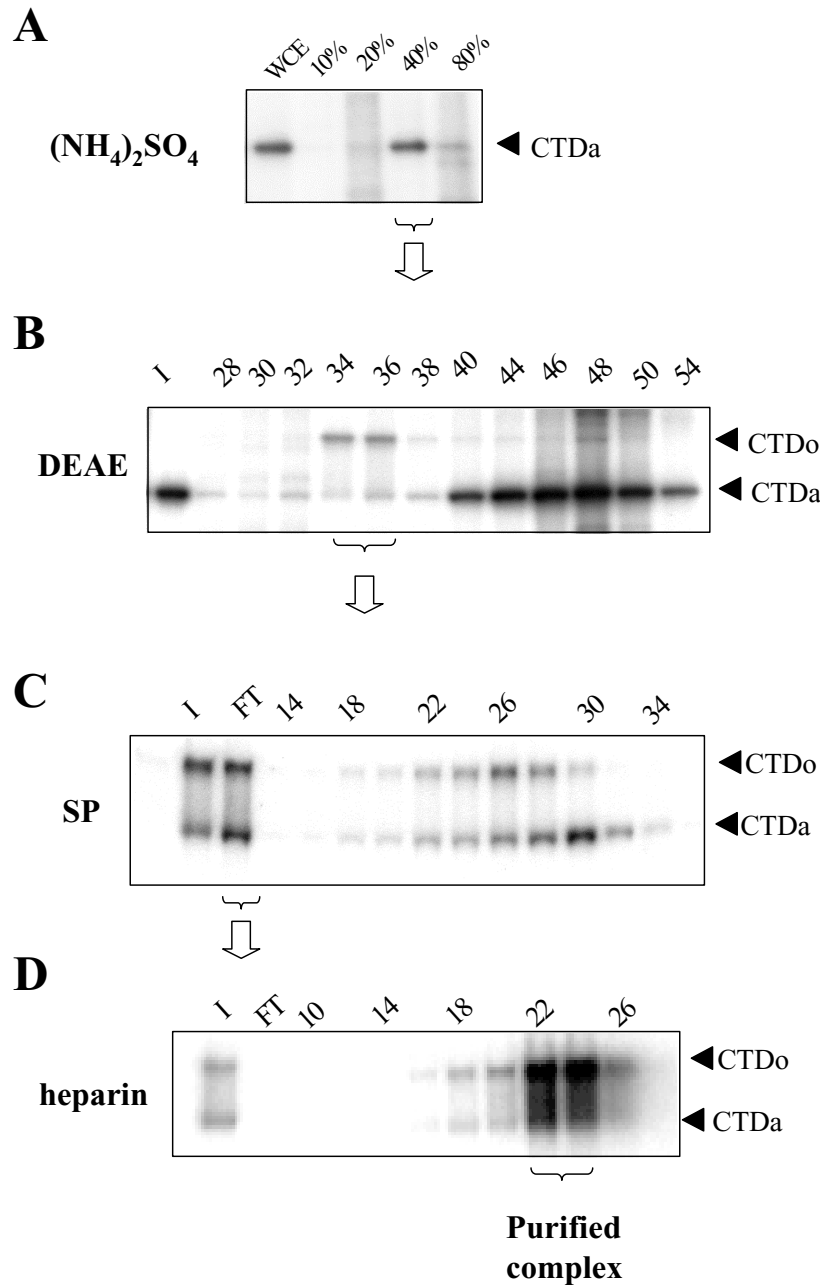 A
WCE 10% 20% 40% 80%
(NH₄)₂SO₄
CTDa
B
I 28 30 32 34 36 38 40 44 46 48 50 54
DEAE
CTDo
CTDa
C
I FT 14 18 22 26 30 34
SP
CTDo
CTDa
D
I FT 10 14 18 22 26
heparin
CTDo
CTDa
Purified
complex